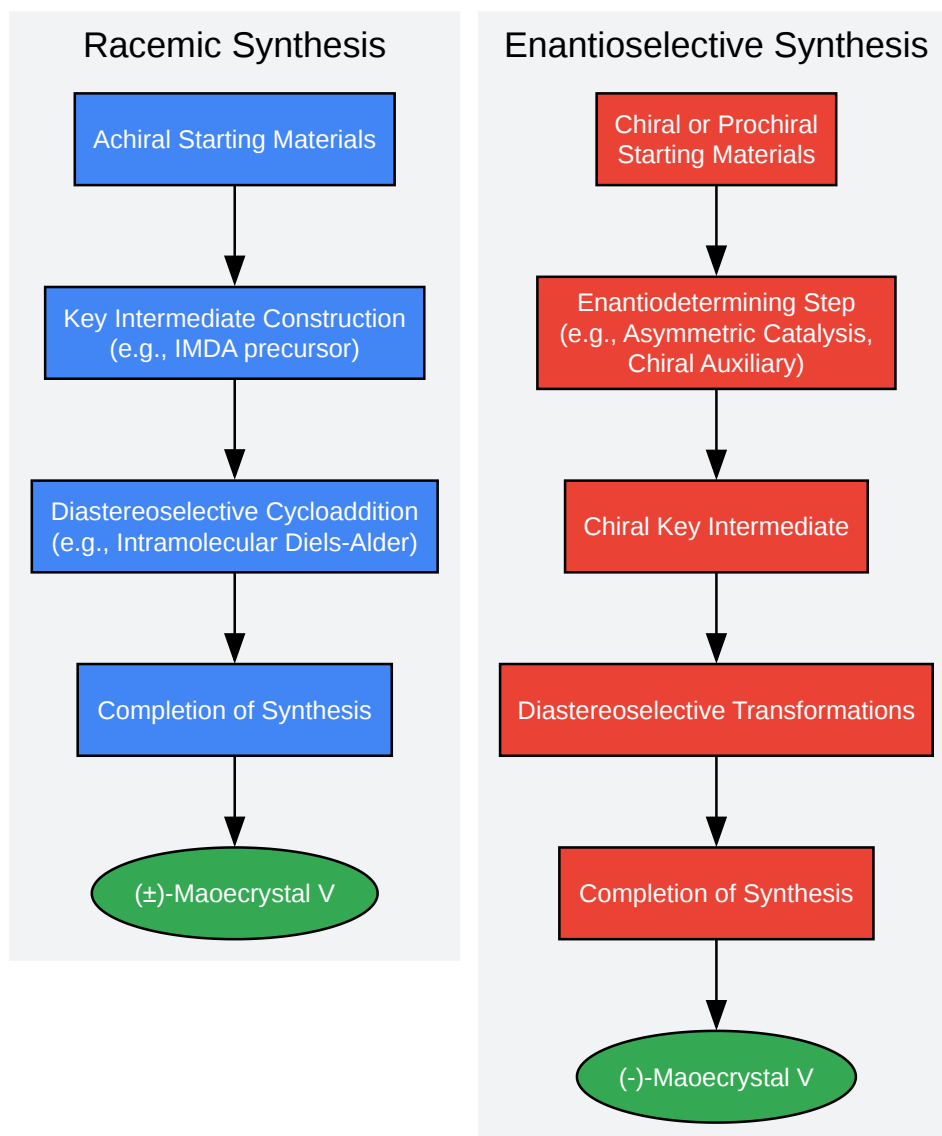 Racemic Synthesis
Achiral Starting Materials
Key Intermediate Construction
(e.g., IMDA precursor)
Diastereoselective Cycloaddition
(e.g., Intramolecular Diels-Alder)
Completion of Synthesis
(±)-Maoecrystal V
Enantioselective Synthesis
Chiral or Prochiral
Starting Materials
Enantiodetermining Step
(e.g., Asymmetric Catalysis,
Chiral Auxiliary)
Chiral Key Intermediate
Diastereoselective Transformations
Completion of Synthesis
(-)-Maoecrystal V